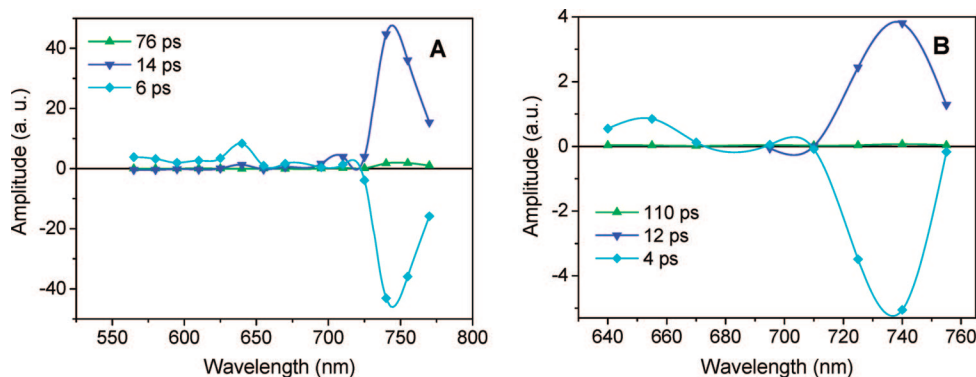 A
76 ps
14 ps
6 ps
Amplitude (a. u.)
40
20
0
-20
-40
550
600
650
700
750
800
Wavelength (nm)
B
110 ps
12 ps
4 ps
Amplitude (a.u.)
4
2
0
-2
-4
640
660
680
700
720
740
760
Wavelength (nm)